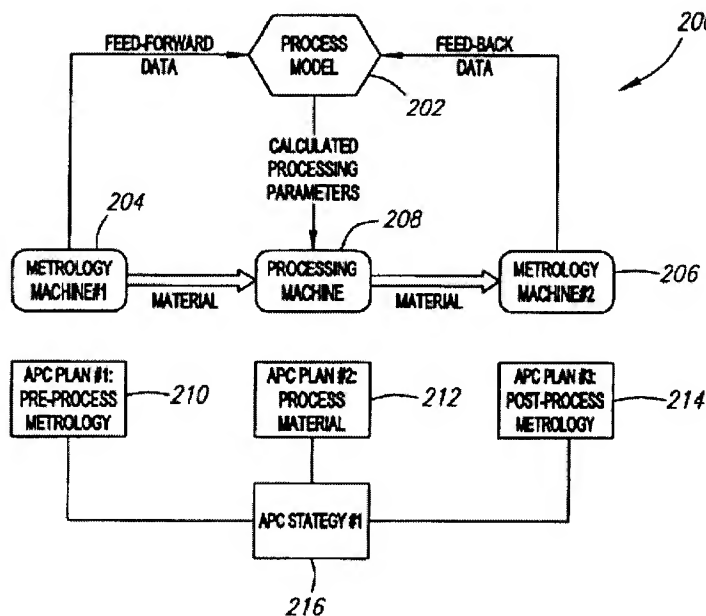 FEED-FORWARD
DATA
PROCESS
MODEL
FEED-BACK
DATA
202
CALCULATED
PROCESSING
PARAMETERS
204
208
METROLOGY
MACHINE#1
MATERIAL
PROCESSING
MACHINE
MATERIAL
METROLOGY
MACHINE#2
206
APC PLAN #1:
PRE-PROCESS
METROLOGY
210
APC PLAN #2:
PROCESS
MATERIAL
212
APC PLAN #3:
POST-PROCESS
METROLOGY
214
APC STATEGY #1
216